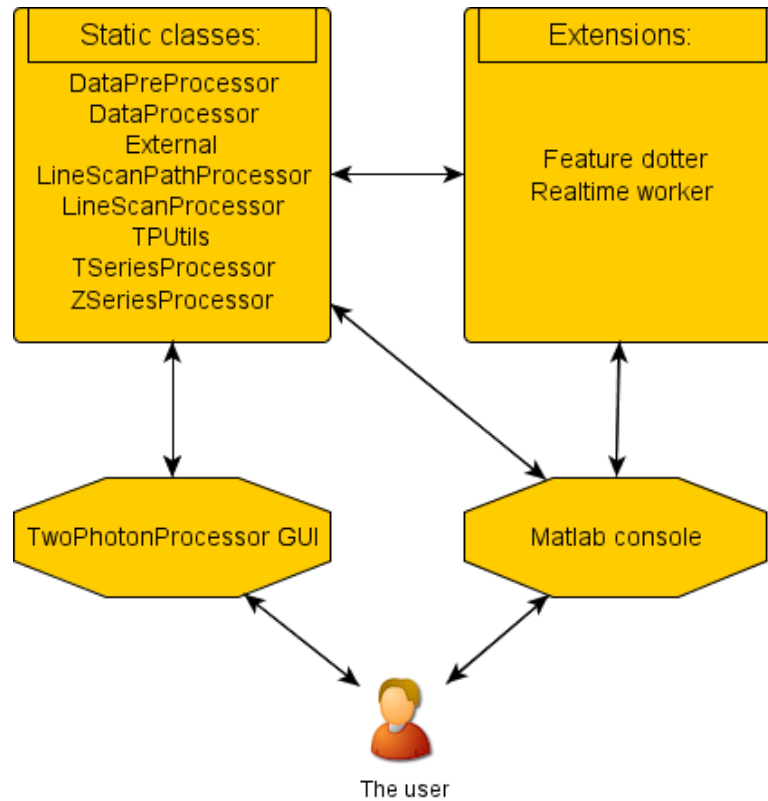 Static classes:
DataPreProcessor
DataProcessor
External
LineScanPathProcessor
LineScanProcessor
TPUtils
TSeriesProcessor
ZSeriesProcessor
Extensions:
Feature dotter
Realtime worker
TwoPhotonProcessor GUI
Matlab console
The user